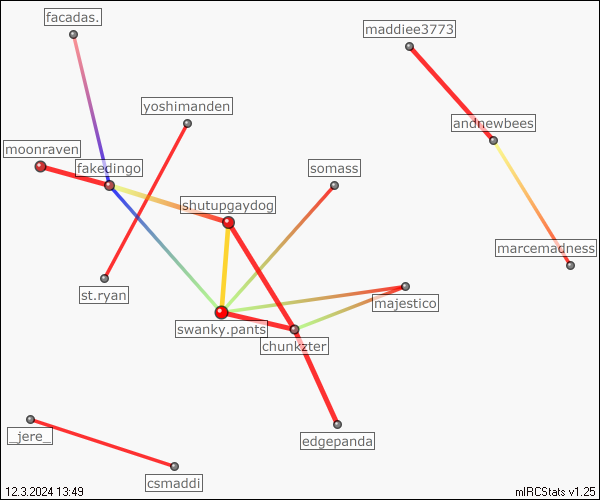 facadas.
maddiee3773
yoshimanden
andnewbees
moonraven
fakedingo
somass
shutupgaydog
marcemadness
st.ryan
majestico
swanky.pants
chunkzter
_jere_
edgepanda
csmaddi
12.3.2024 13:49
mIRCStats v1.25